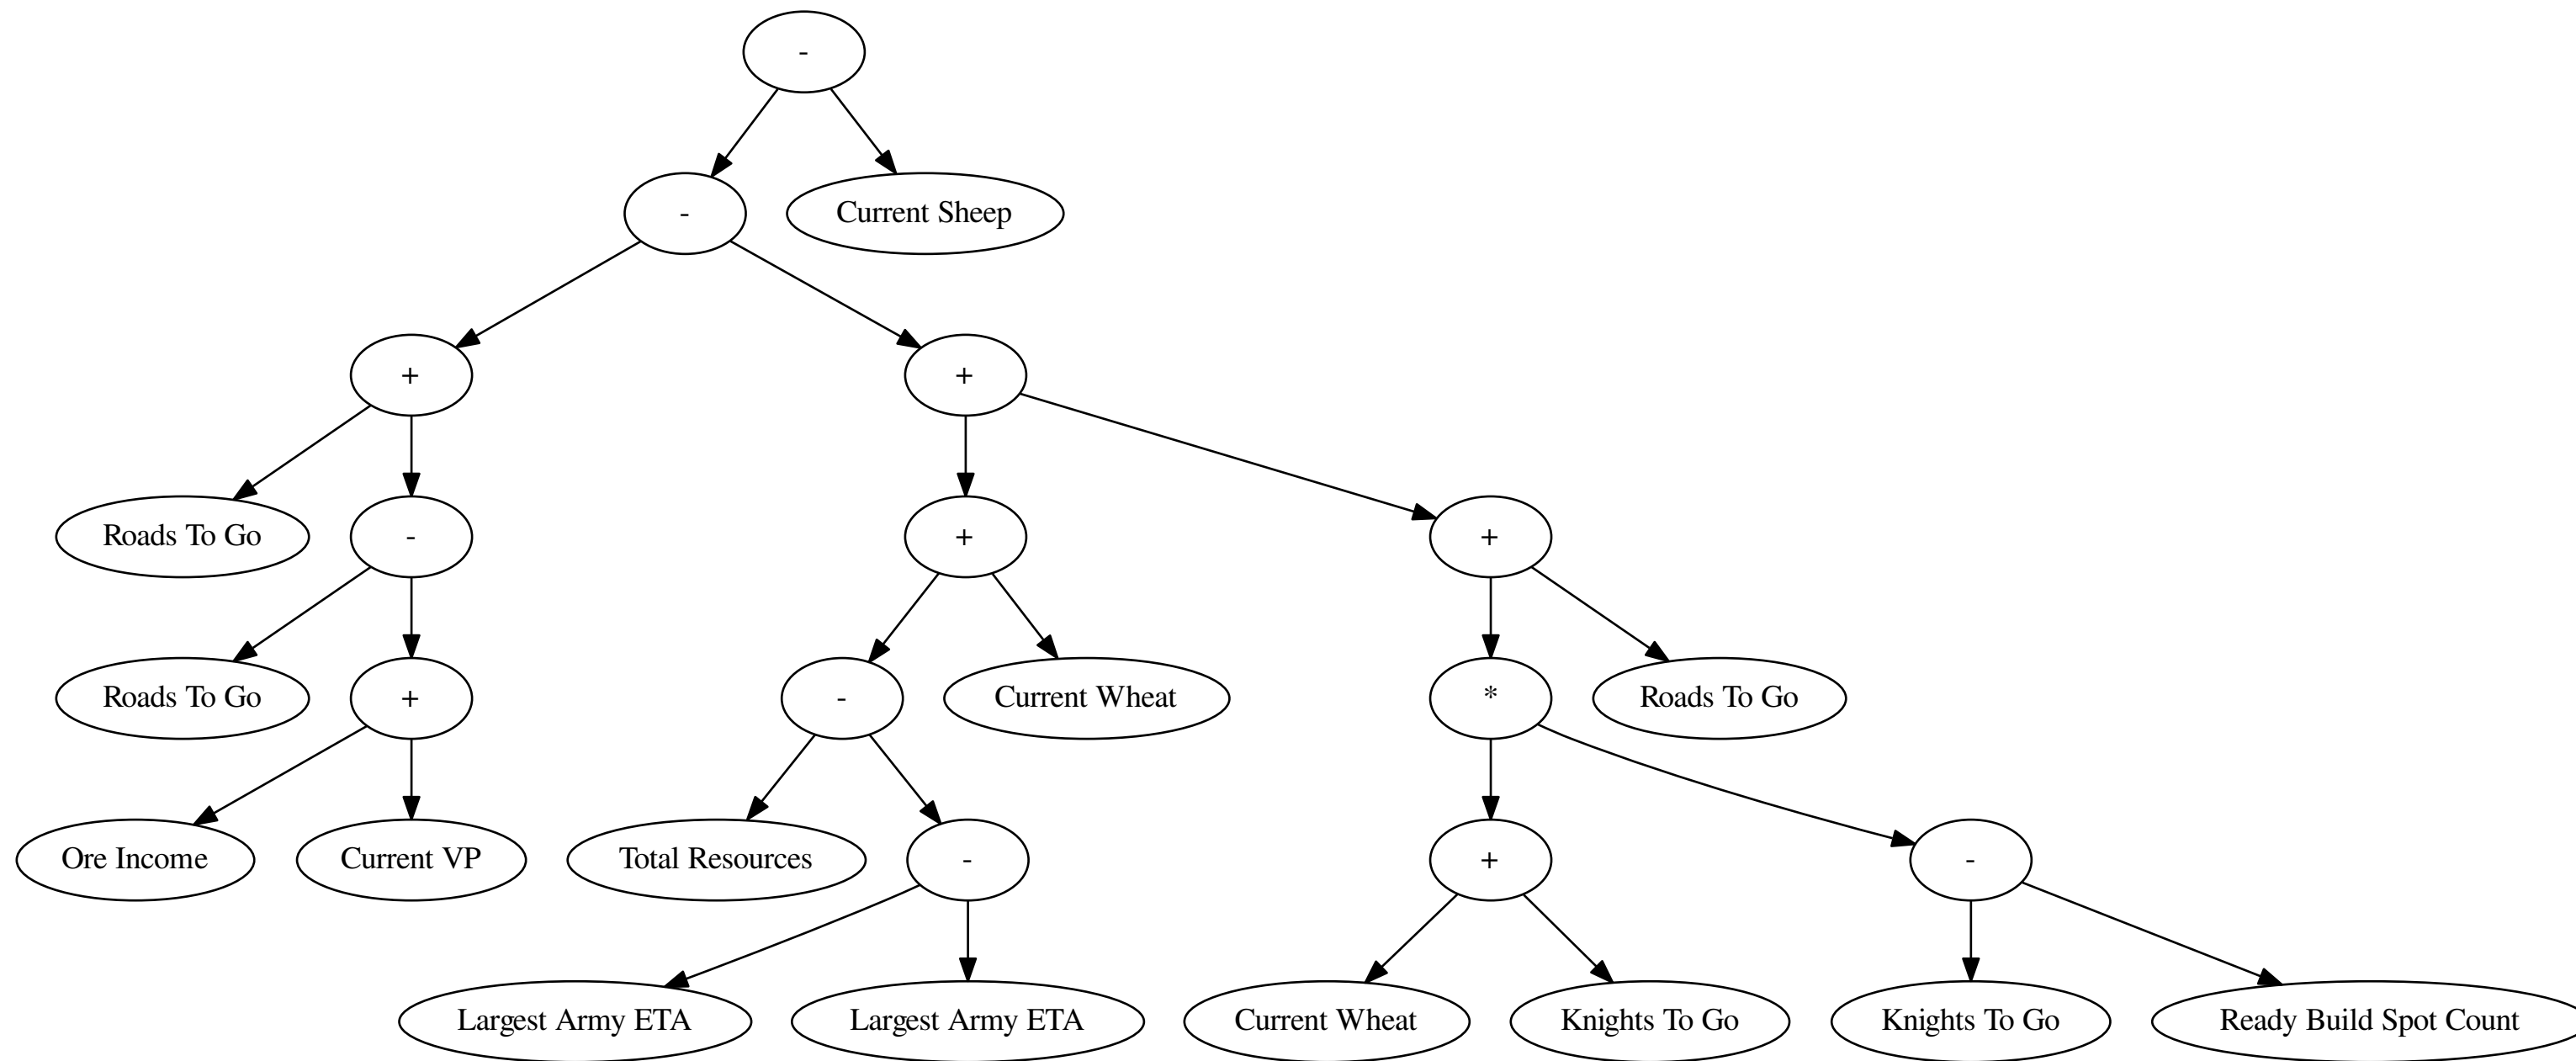 -
-
Current Sheep
+
+
Roads To Go
-
+
+
Roads To Go
+
-
Current Wheat
*
Roads To Go
Ore Income
Current VP
Total Resources
-
+
-
Largest Army ETA
Largest Army ETA
Current Wheat
Knights To Go
Knights To Go
Ready Build Spot Count